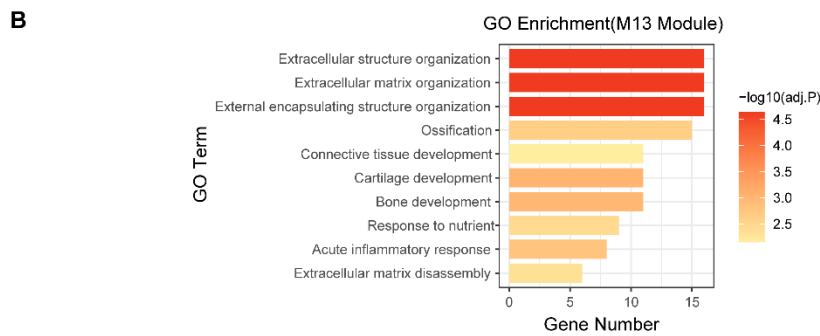 B
GO Enrichment(M13 Module)
Extracellular structure organization
Extracellular matrix organization
External encapsulating structure organization
Ossification
Connective tissue development
Cartilage development
Bone development
Response to nutrient
Acute inflammatory response
Extracellular matrix disassembly
GO Term
0 5 10 15
Gene Number
−log10(adj.P)
4.5
4.0
3.5
3.0
2.5